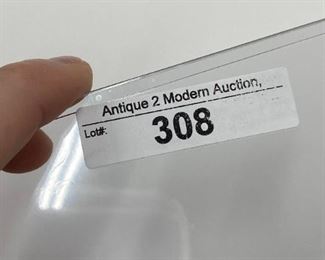 Antique 2 Modern Auction,
Lot#:
308